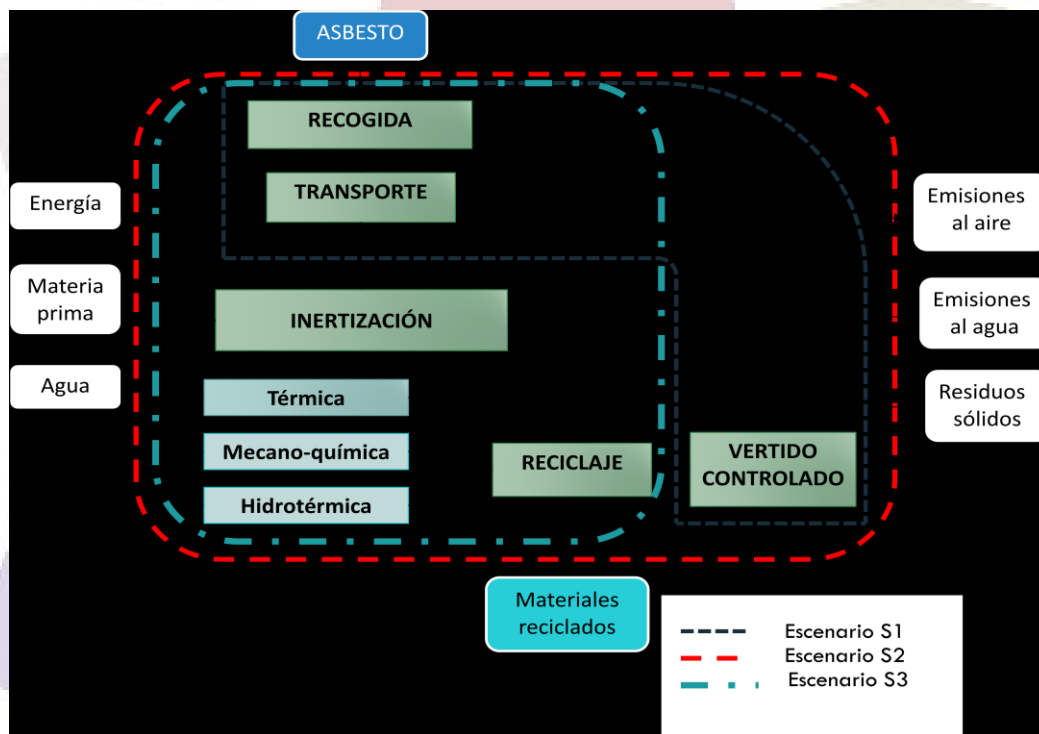 ASBESTO
RECOGIDA
TRANSPORTE
Energía
Materia
prima
Agua
INERTIZACIÓN
Térmica
Mecano-química
Hidrotérmica
RECICLAJE
VERTIDO
CONTROLADO
Emisiones
al aire
Emisiones
al agua
Residuos
sólidos
Materiales
reciclados
Escenario S1
Escenario S2
Escenario S3